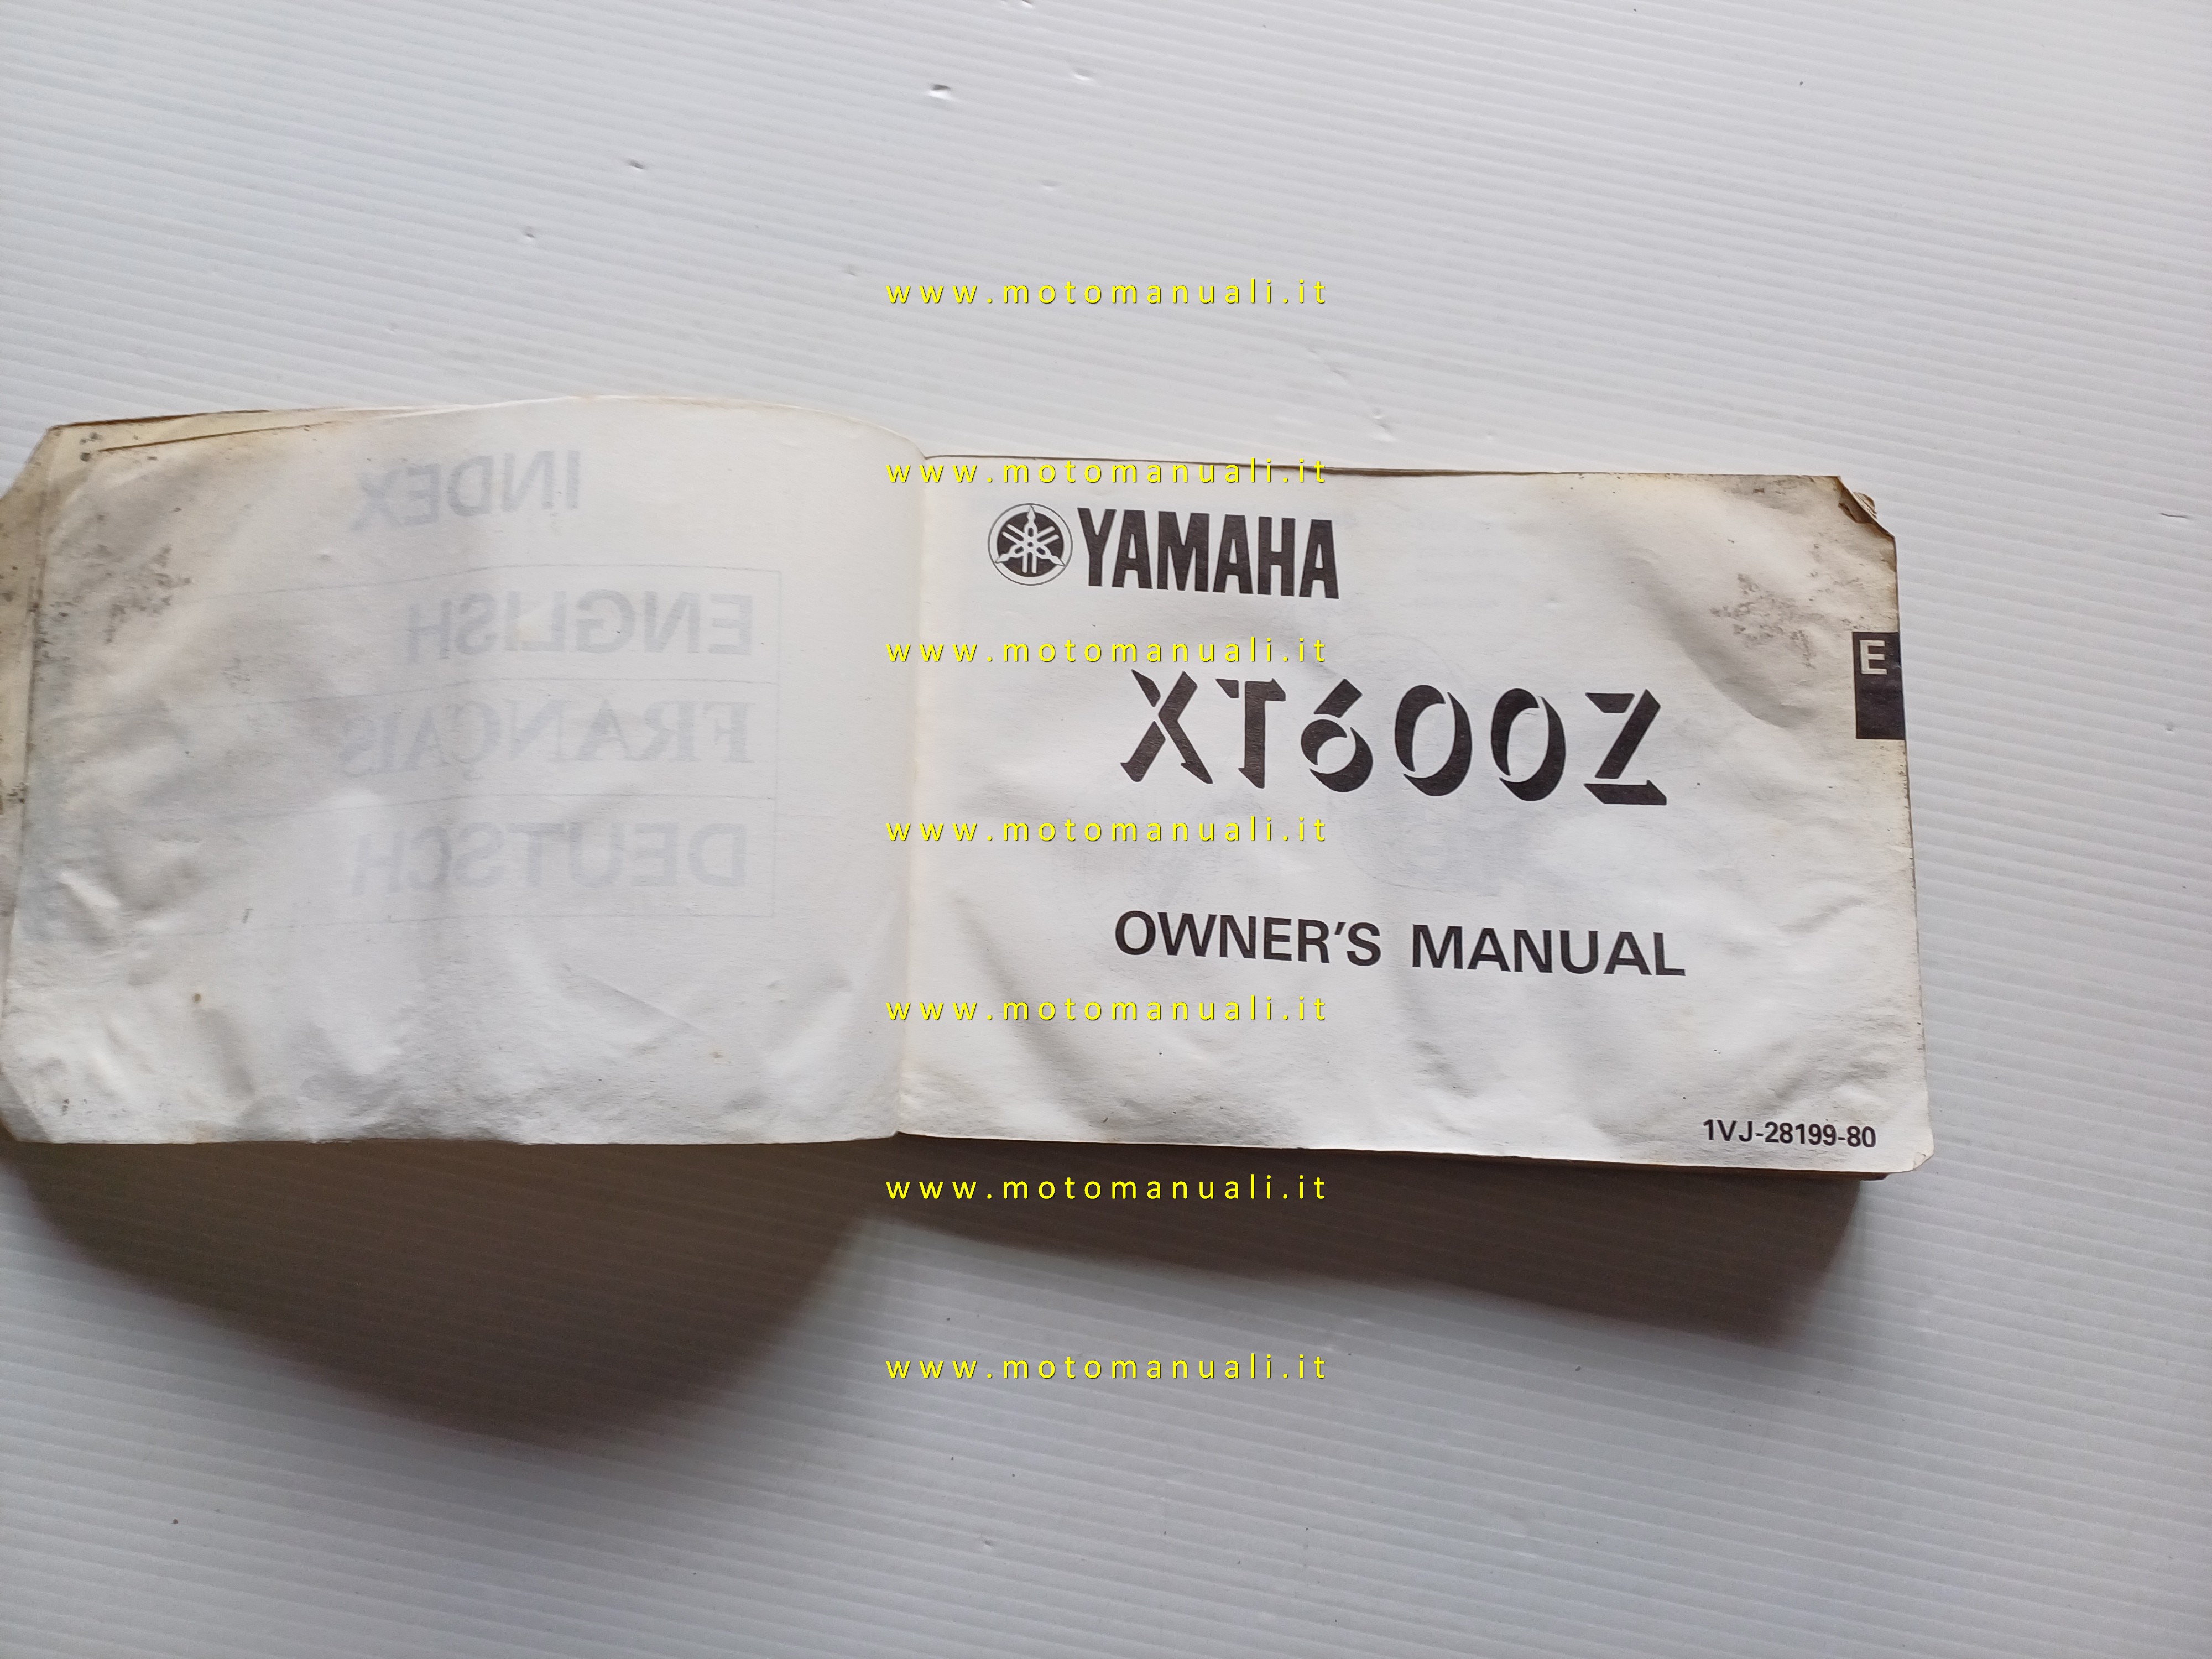 www.motomanuali.it
INDEX
ENGLISH
FRANÇAIS
DEUTSCH
www.motomanuali.it
YAMAHA
E
www.motomanuali.it
XT600Z
www.motomanuali.it
OWNER'S MANUAL
www.motomanuali.it
1VJ-28199-80
www.motomanuali.it
www.motomanuali.it